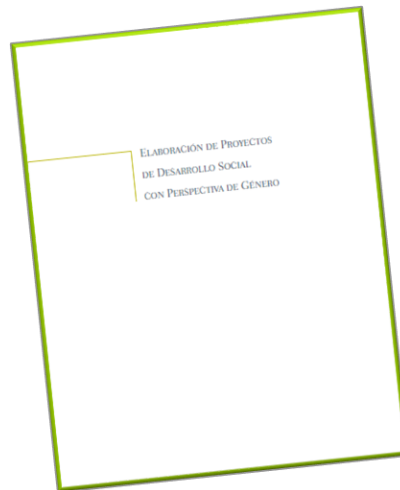 ELABORACIÓN DE PROYECTOS
DE DESARROLLO SOCIAL
CON PERSPECTIVA DE GÉNERO